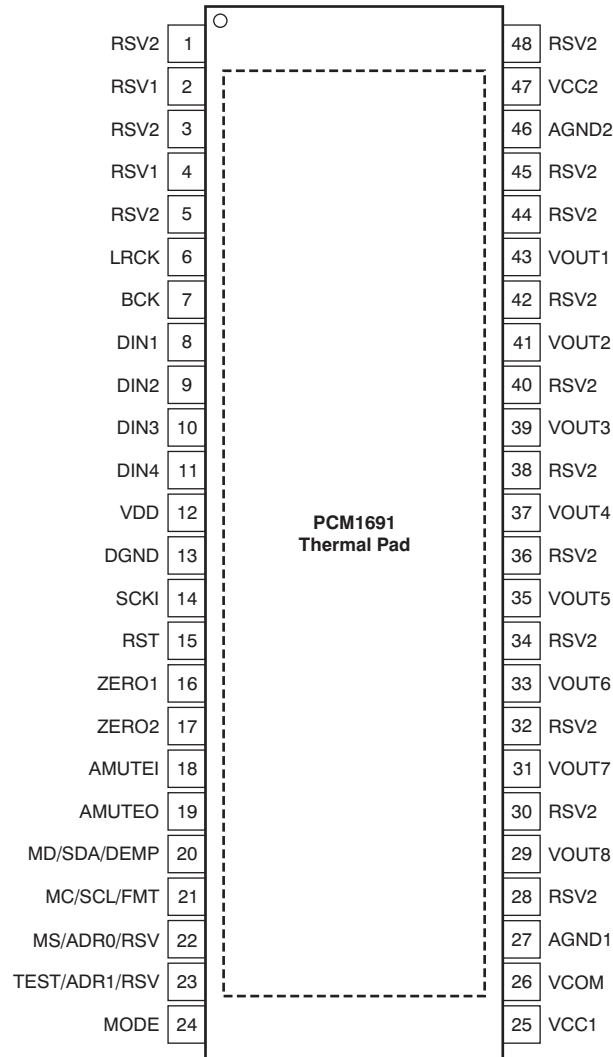 RSV2 1 48 RSV2
RSV1 2 47 VCC2
RSV2 3 46 AGND2
RSV1 4 45 RSV2
RSV2 5 44 RSV2
LRCK 6 43 VOUT1
BCK 7 42 RSV2
DIN1 8 41 VOUT2
DIN2 9 40 RSV2
DIN3 10 39 VOUT3
DIN4 11 38 RSV2
VDD 12 37 VOUT4
PCM1691
Thermal Pad
DGND 13 36 RSV2
SCKI 14 35 VOUT5
RST 15 34 RSV2
ZERO1 16 33 VOUT6
ZERO2 17 32 RSV2
AMUTEI 18 31 VOUT7
AMUTEO 19 30 RSV2
MD/SDA/DEMP 20 29 VOUT8
MC/SCL/FMT 21 28 RSV2
MS/ADR0/RSV 22 27 AGND1
TEST/ADR1/RSV 23 26 VCOM
MODE 24 25 VCC1